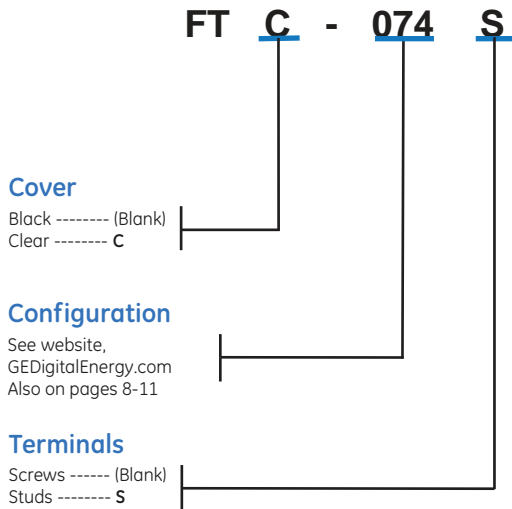 FT C - 074 S
Cover
Black -------- (Blank)
Clear -------- C
Configuration
See website,
GEDigitalEnergy.com
Also on pages 8-11
Terminals
Screws ------ (Blank)
Studs -------- S